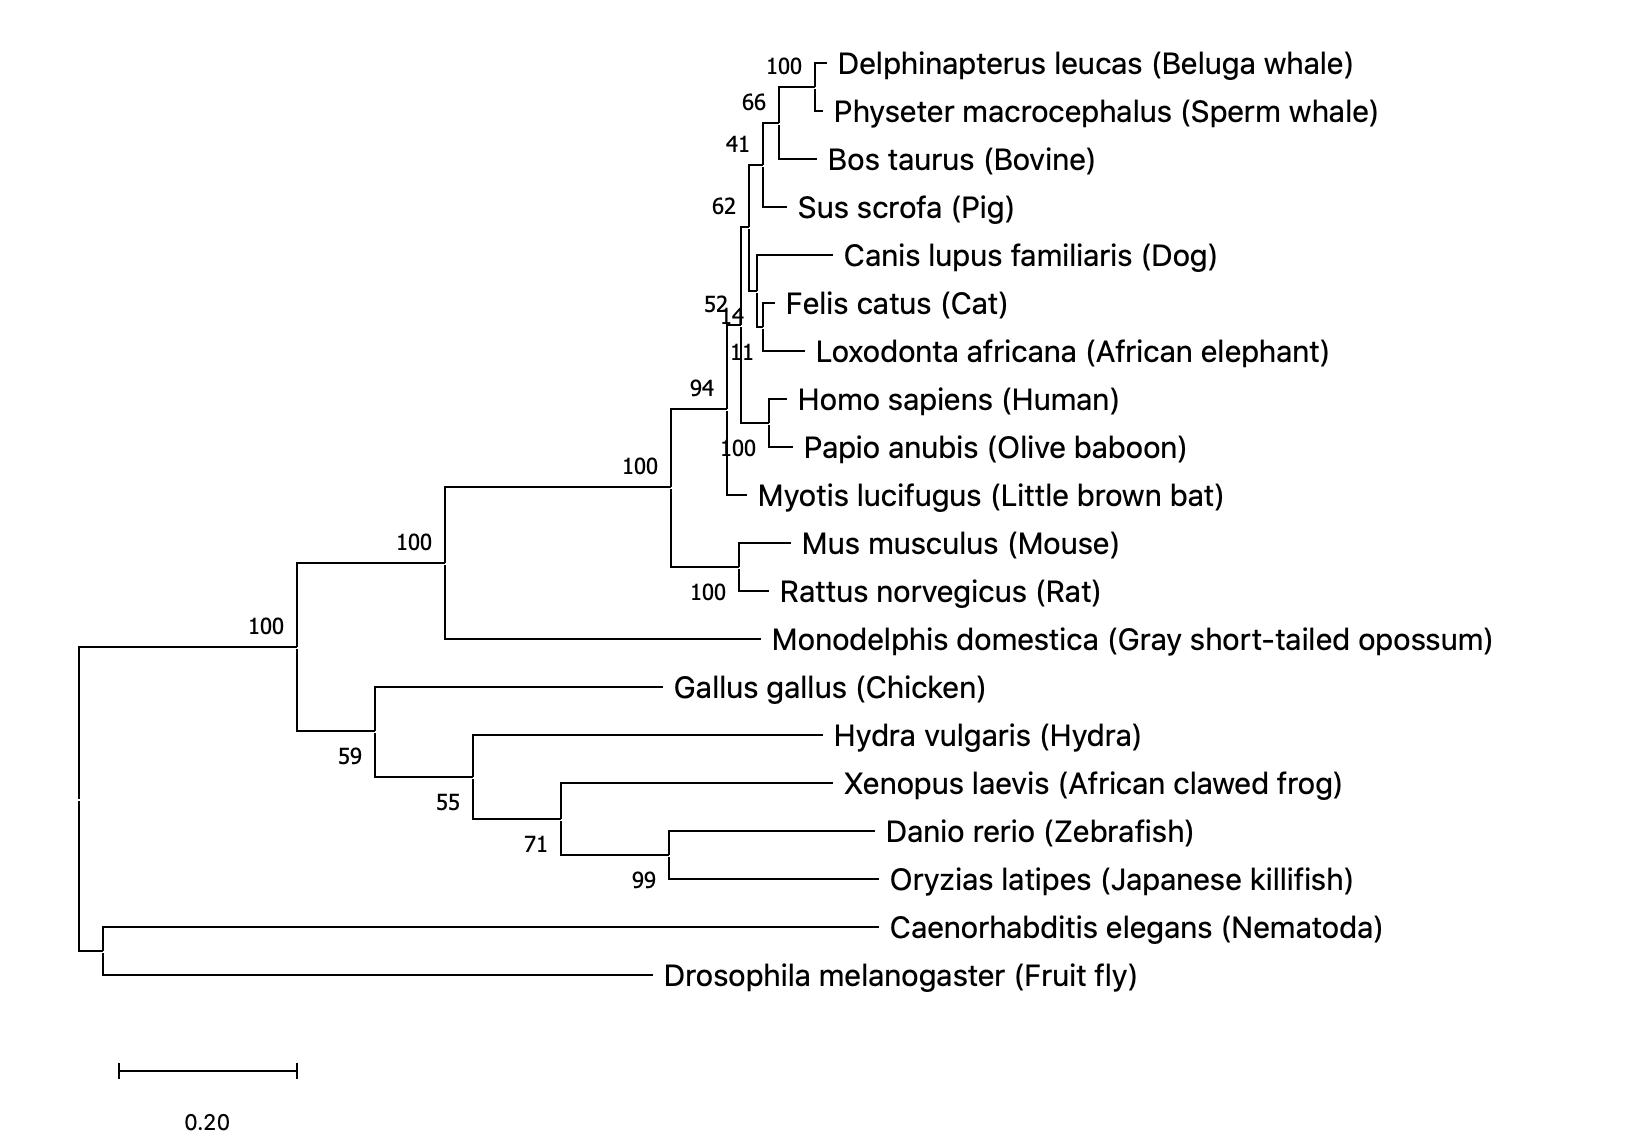 Delphinapterus leucas (Beluga whale)
100
66
Physeter macrocephalus (Sperm whale)
41
Bos taurus (Bovine)
62
Sus scrofa (Pig)
Canis lupus familiaris (Dog)
52
14
Felis catus (Cat)
11
Loxodonta africana (African elephant)
94
Homo sapiens (Human)
100
Papio anubis (Olive baboon)
100
Myotis lucifugus (Little brown bat)
100
Mus musculus (Mouse)
100
Rattus norvegicus (Rat)
100
Monodelphis domestica (Gray short-tailed opossum)
Gallus gallus (Chicken)
59
Hydra vulgaris (Hydra)
55
Xenopus laevis (African clawed frog)
71
Danio rerio (Zebrafish)
99
Oryzias latipes (Japanese killifish)
Caenorhabditis elegans (Nematoda)
Drosophila melanogaster (Fruit fly)
0.20